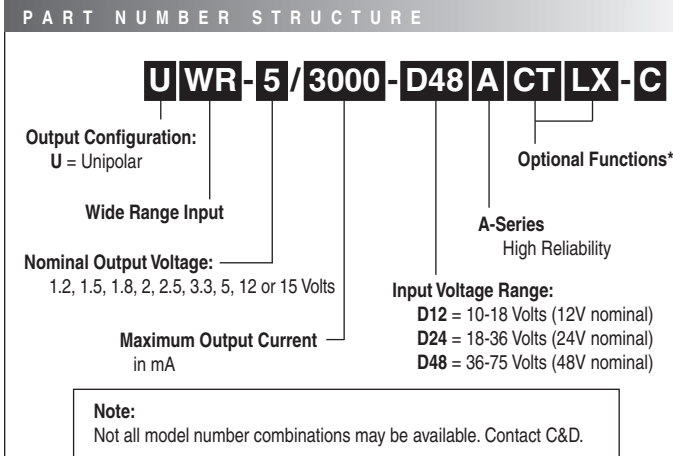 PART NUMBER STRUCTURE
U WR - 5 / 3000 - D48 A CT LX - C
Output Configuration:
U = Unipolar
Optional Functions*
Wide Range Input
A-Series
High Reliability
Nominal Output Voltage:
1.2, 1.5, 1.8, 2, 2.5, 3.3, 5, 12 or 15 Volts
Input Voltage Range:
D12 = 10-18 Volts (12V nominal)
D24 = 18-36 Volts (24V nominal)
D48 = 36-75 Volts (48V nominal)
Maximum Output Current
in mA
Note:
Not all model number combinations may be available. Contact C&D.